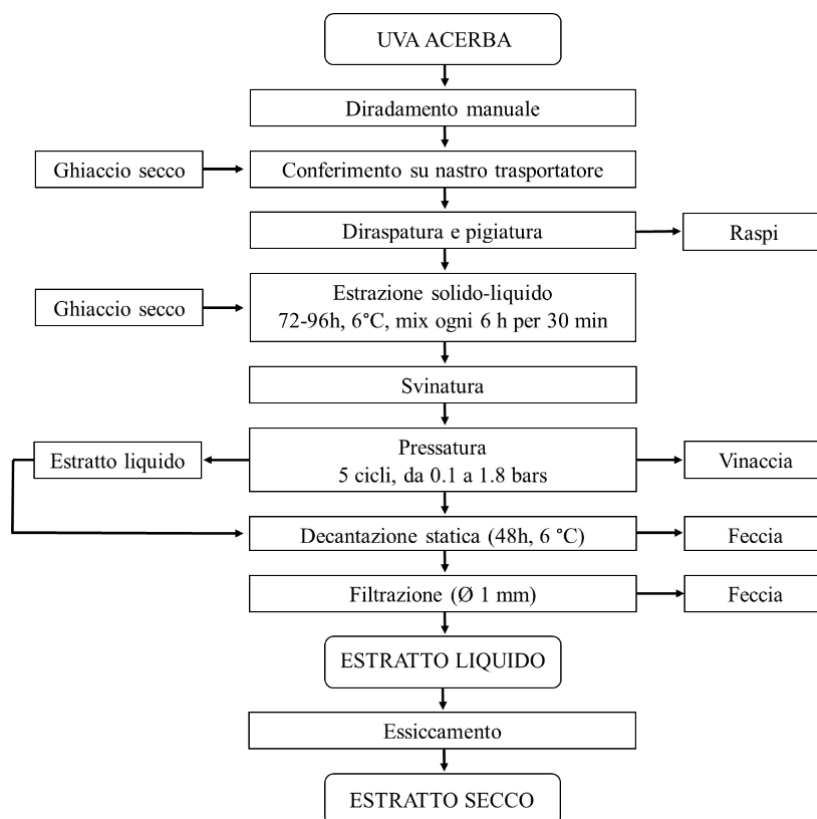 UVA ACERBA
Diradamento manuale
Ghiaccio secco
Conferimento su nastro trasportatore
Diraspatura e pigiatura
Raspi
Ghiaccio secco
Estrazione solido-liquido
72-96h, 6°C, mix ogni 6 h per 30 min
Svinatura
Estratto liquido
Pressatura
5 cicli, da 0.1 a 1.8 bars
Vinaccia
Decantazione statica (48h, 6 °C)
Feccia
Filtrazione (Ø 1 mm)
Feccia
ESTRATTO LIQUIDO
Essiccamento
ESTRATTO SECCO